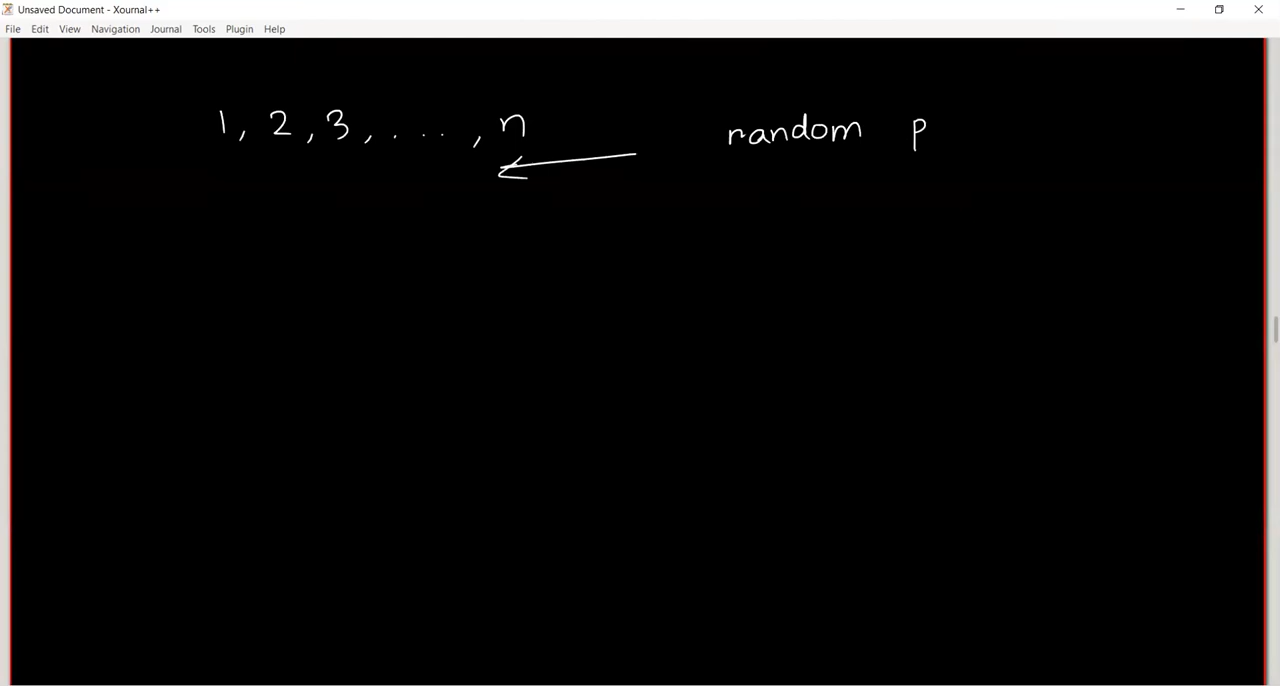 Unsaved Document - Xournal++
File Edit View Navigation Journal Tools Plugin Help
1, 2, 3, . . . . , n random p